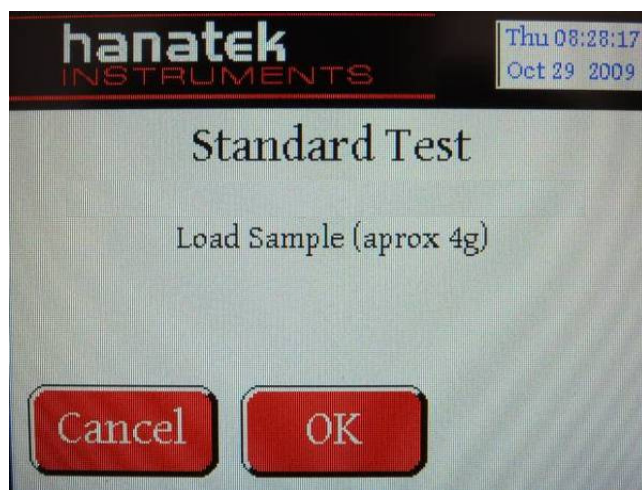 hanatek
INSTRUMENTS
Thu 08:28:17
Oct 29 2009
Standard Test
Load Sample (aprox 4g)
Cancel
OK